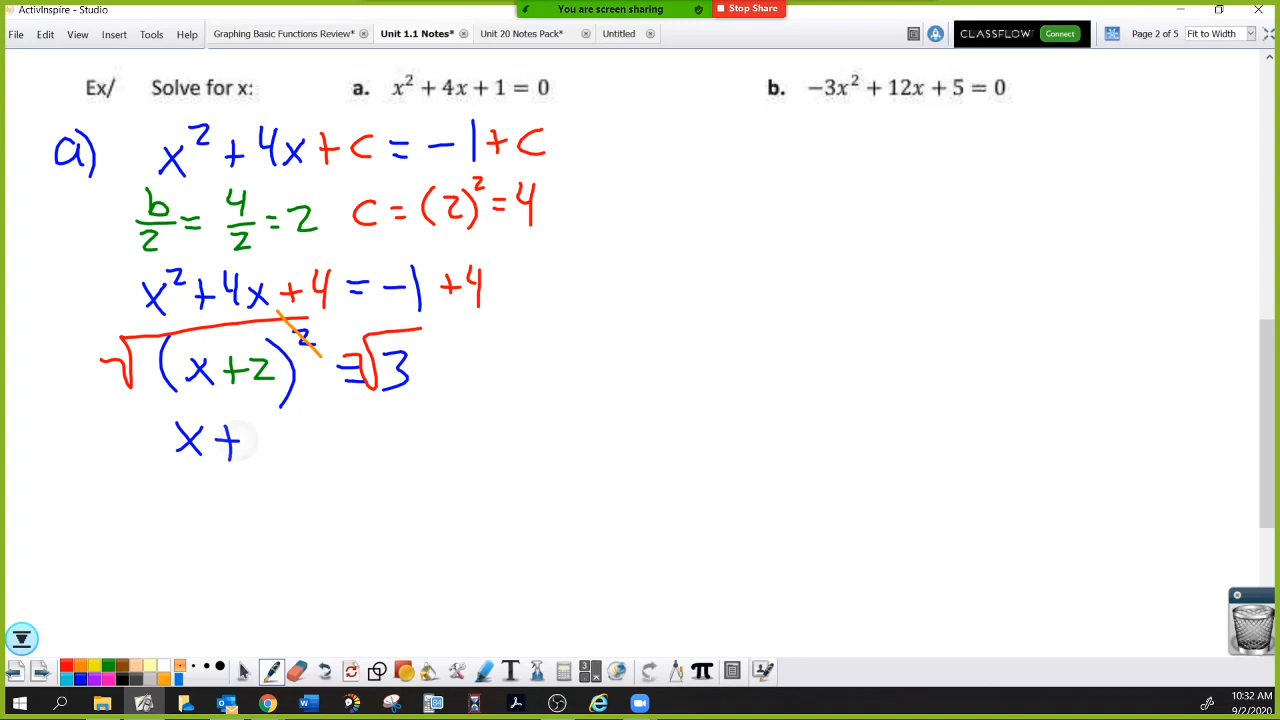 ActivInspire - Studio
You are screen sharing Stop Share
File Edit View Insert Tools Help Graphing Basic Functions Review* Unit 1.1 Notes* Unit 20 Notes Pack* Untitled CLASSFLOW Connect Page 2 of 5 Fit to Width
Ex/ Solve for x: a. x² + 4x + 1 = 0 b. −3x² + 12x + 5 = 0
a) x² + 4x + c = −1 + c
b/2 = 4/2 = 2 c = (2)² = 4
x² + 4x + 4 = −1 + 4
√(x + 2)² = √3
x +
10:32 AM
9/2/2020